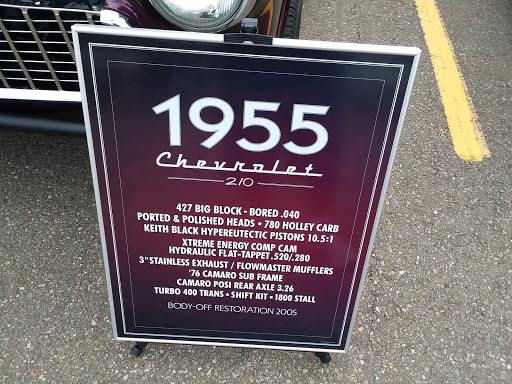 1955
Chevrolet
210
427 BIG BLOCK • BORED .040
PORTED & POLISHED HEADS • 780 HOLLEY CARB
KEITH BLACK HYPEREUTECTIC PISTONS 10.5:1
XTREME ENERGY COMP CAM
HYDRAULIC FLAT-TAPPET .520/.280
3" STAINLESS EXHAUST / FLOWMASTER MUFFLERS
'76 CAMARO SUB FRAME
CAMARO POSI REAR AXLE 3.26
TURBO 400 TRANS • SHIFT KIT • 1800 STALL
BODY-OFF RESTORATION 2005